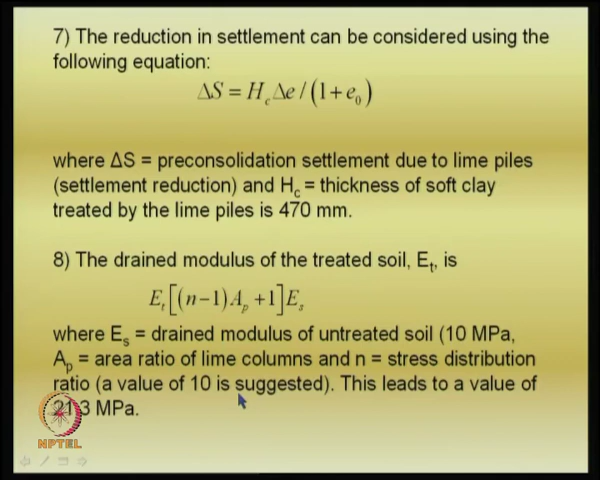 7) The reduction in settlement can be considered using the
following equation:
ΔS = H_c Δe / (1 + e_0)
where ΔS = preconsolidation settlement due to lime piles
(settlement reduction) and H_c = thickness of soft clay
treated by the lime piles is 470 mm.
8) The drained modulus of the treated soil, E_t, is
E_t [(n−1) A_p + 1] E_s
where E_s = drained modulus of untreated soil (10 MPa,
A_p = area ratio of lime columns and n = stress distribution
ratio (a value of 10 is suggested). This leads to a value of
21.3 MPa.
NPTEL